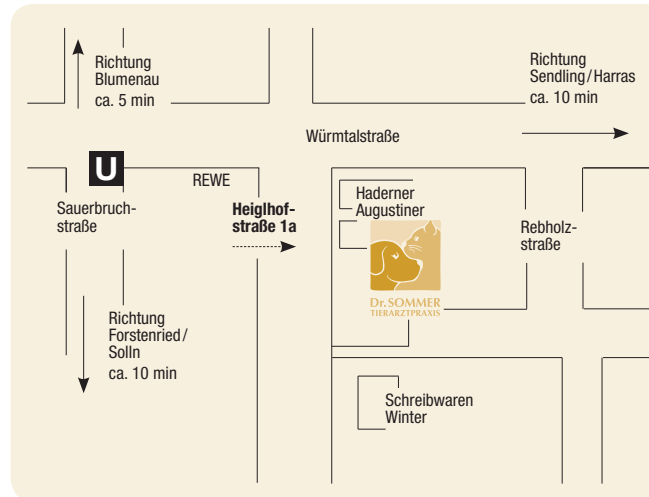 Richtung
Blumenau
ca. 5 min
Richtung
Sendling/Harras
ca. 10 min
Würmtalstraße
U
REWE
Sauerbruch-
straße
Heiglhof-
straße 1a
Haderner
Augustiner
Rebholz-
straße
Dr. SOMMER
TIERARZTPRAXIS
Richtung
Forstenried/
Solln
ca. 10 min
Schreibwaren
Winter